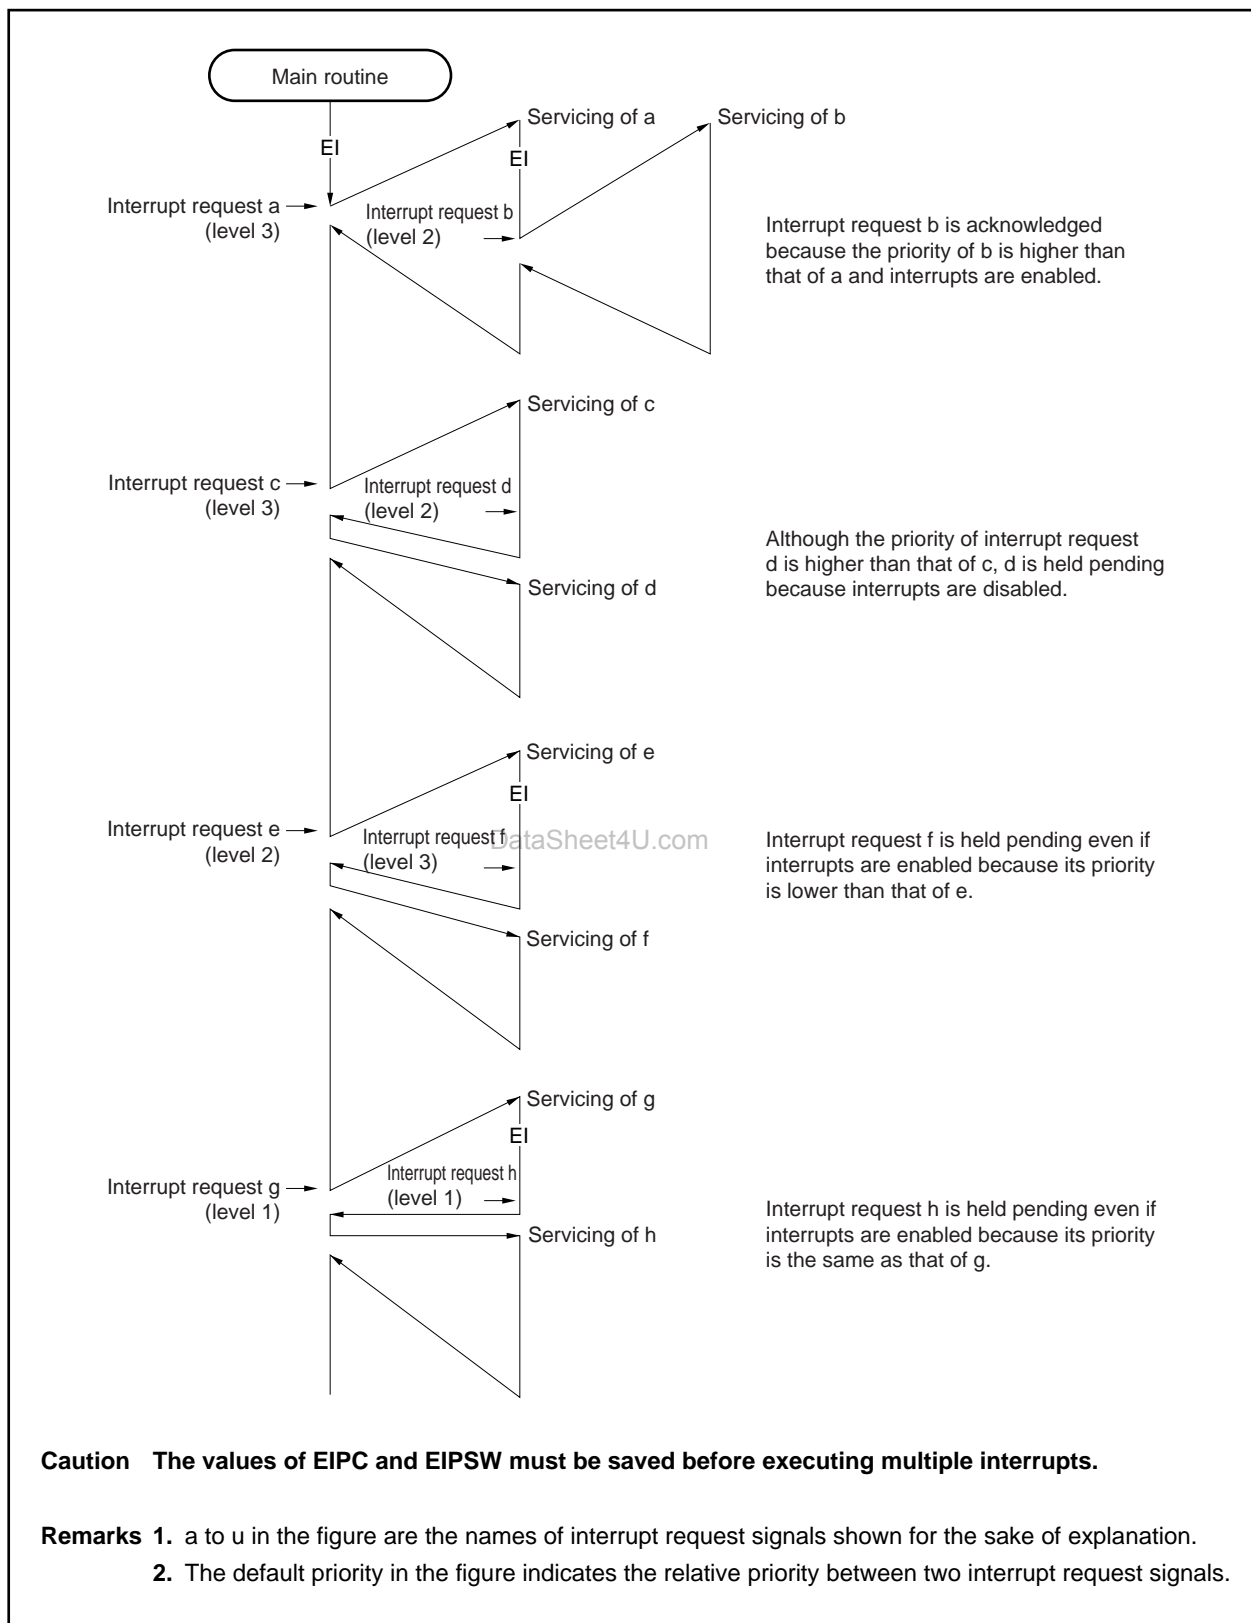 Main routine
EI
Servicing of a
Servicing of b
EI
Interrupt request a
(level 3)
Interrupt request b
(level 2)
Interrupt request b is acknowledged
because the priority of b is higher than
that of a and interrupts are enabled.
Servicing of c
Interrupt request c
(level 3)
Interrupt request d
(level 2)
Although the priority of interrupt request
d is higher than that of c, d is held pending
because interrupts are disabled.
Servicing of d
Servicing of e
EI
Interrupt request e
(level 2)
Interrupt request f
(level 3)
DataSheet4U.com
Interrupt request f is held pending even if
interrupts are enabled because its priority
is lower than that of e.
Servicing of f
Servicing of g
EI
Interrupt request g
(level 1)
Interrupt request h
(level 1)
Interrupt request h is held pending even if
interrupts are enabled because its priority
is the same as that of g.
Servicing of h
Caution The values of EIPC and EIPSW must be saved before executing multiple interrupts.
Remarks 1. a to u in the figure are the names of interrupt request signals shown for the sake of explanation.
2. The default priority in the figure indicates the relative priority between two interrupt request signals.